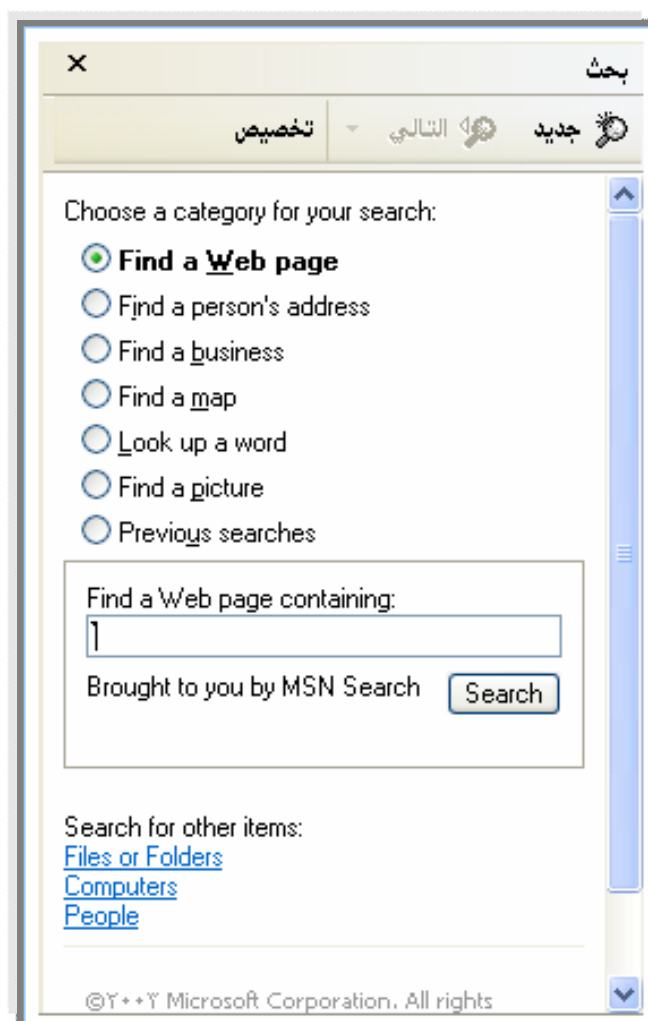 بحث
جديد التالي تخصيص
Choose a category for your search:
Find a Web page
Find a person's address
Find a business
Find a map
Look up a word
Find a picture
Previous searches
Find a Web page containing:
Brought to you by MSN Search Search
Search for other items:
Files or Folders
Computers
People
©٢٠٠٢ Microsoft Corporation. All rights